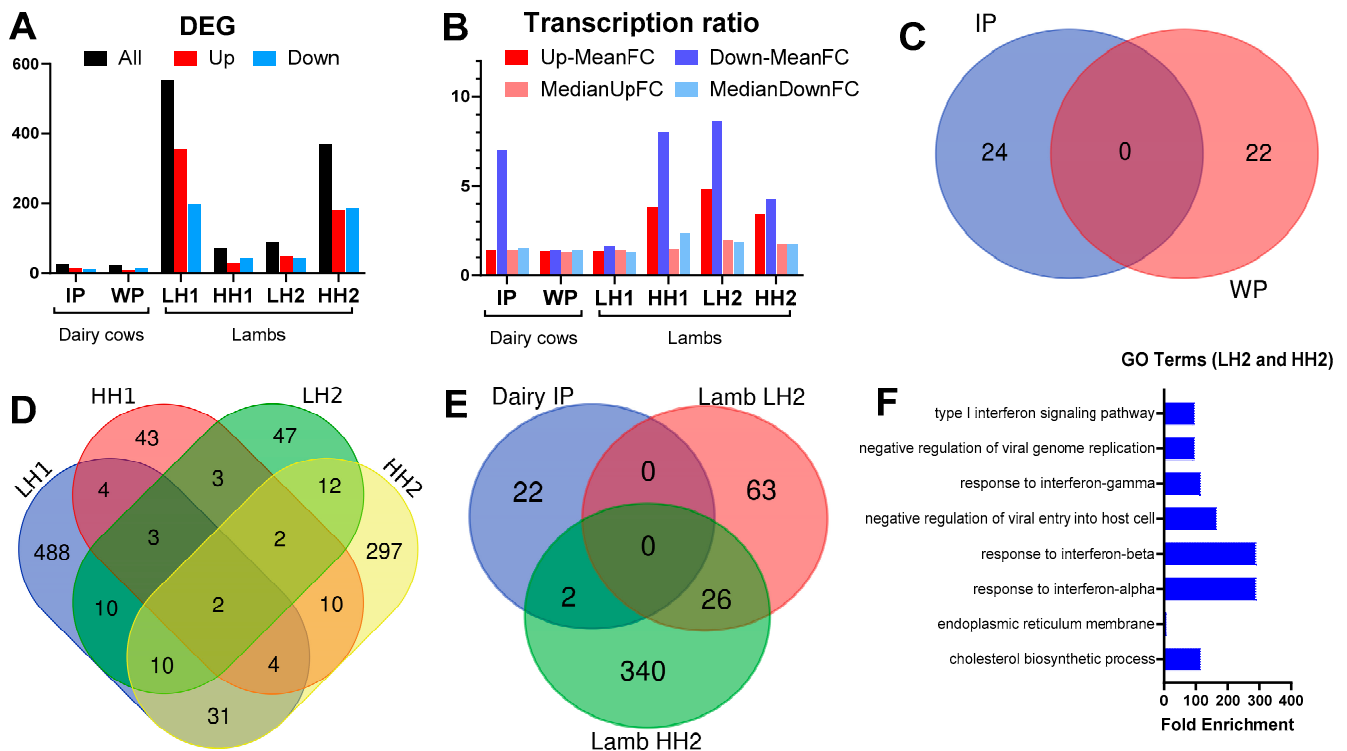 A
DEG
All Up Down
600
400
200
0
IP WP LH1 HH1 LH2 HH2
Dairy cows Lambs
B
Transcription ratio
Up-MeanFC Down-MeanFC
MedianUpFC MedianDownFC
10
5
0
IP WP LH1 HH1 LH2 HH2
Dairy cows Lambs
C
IP
24 0 22
WP
D
HH1 LH2
LH1 HH2
43 47
4 3 12
488 3 2 297
10 2 10
10 4
31
E
Dairy IP Lamb LH2
0
22 63
0
2 26
340
Lamb HH2
F
GO Terms (LH2 and HH2)
type I interferon signaling pathway
negative regulation of viral genome replication
response to interferon-gamma
negative regulation of viral entry into host cell
response to interferon-beta
response to interferon-alpha
endoplasmic reticulum membrane
cholesterol biosynthetic process
0 100 200 300 400
Fold Enrichment